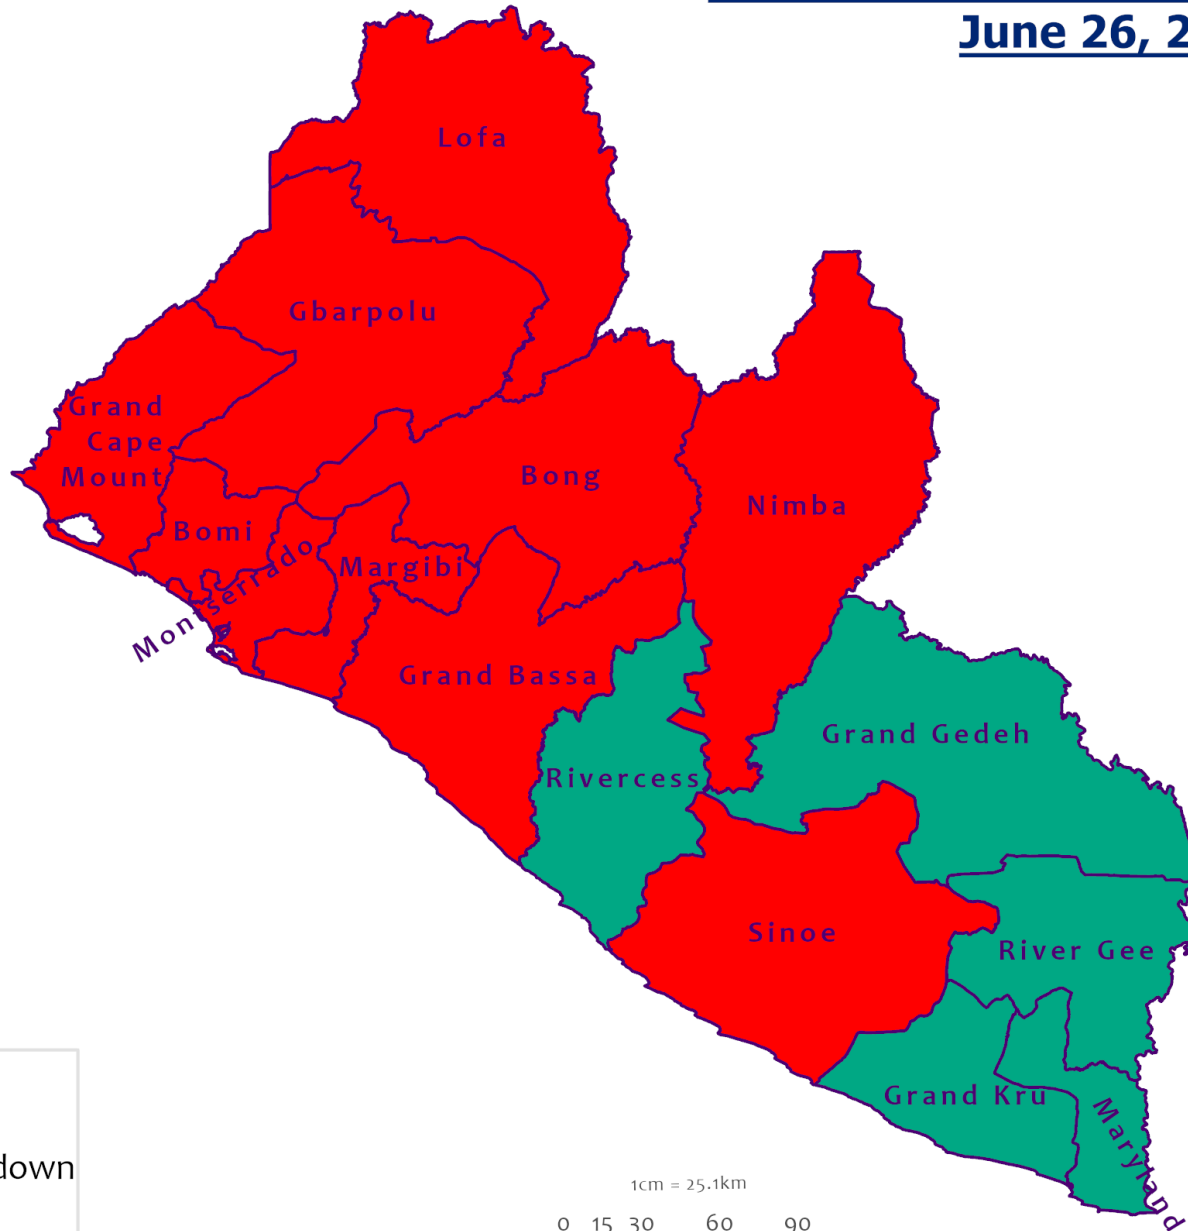 June 26, 2
Lofa
Gbarpolu
Grand
Cape
Mount
Bong
Nimba
Bomi
Montserrado
Margibi
Grand Bassa
Grand Gedeh
Rivercess
Sinoe
River Gee
Grand Kru
Maryland
down
1cm = 25.1km
0 15 30 60 90